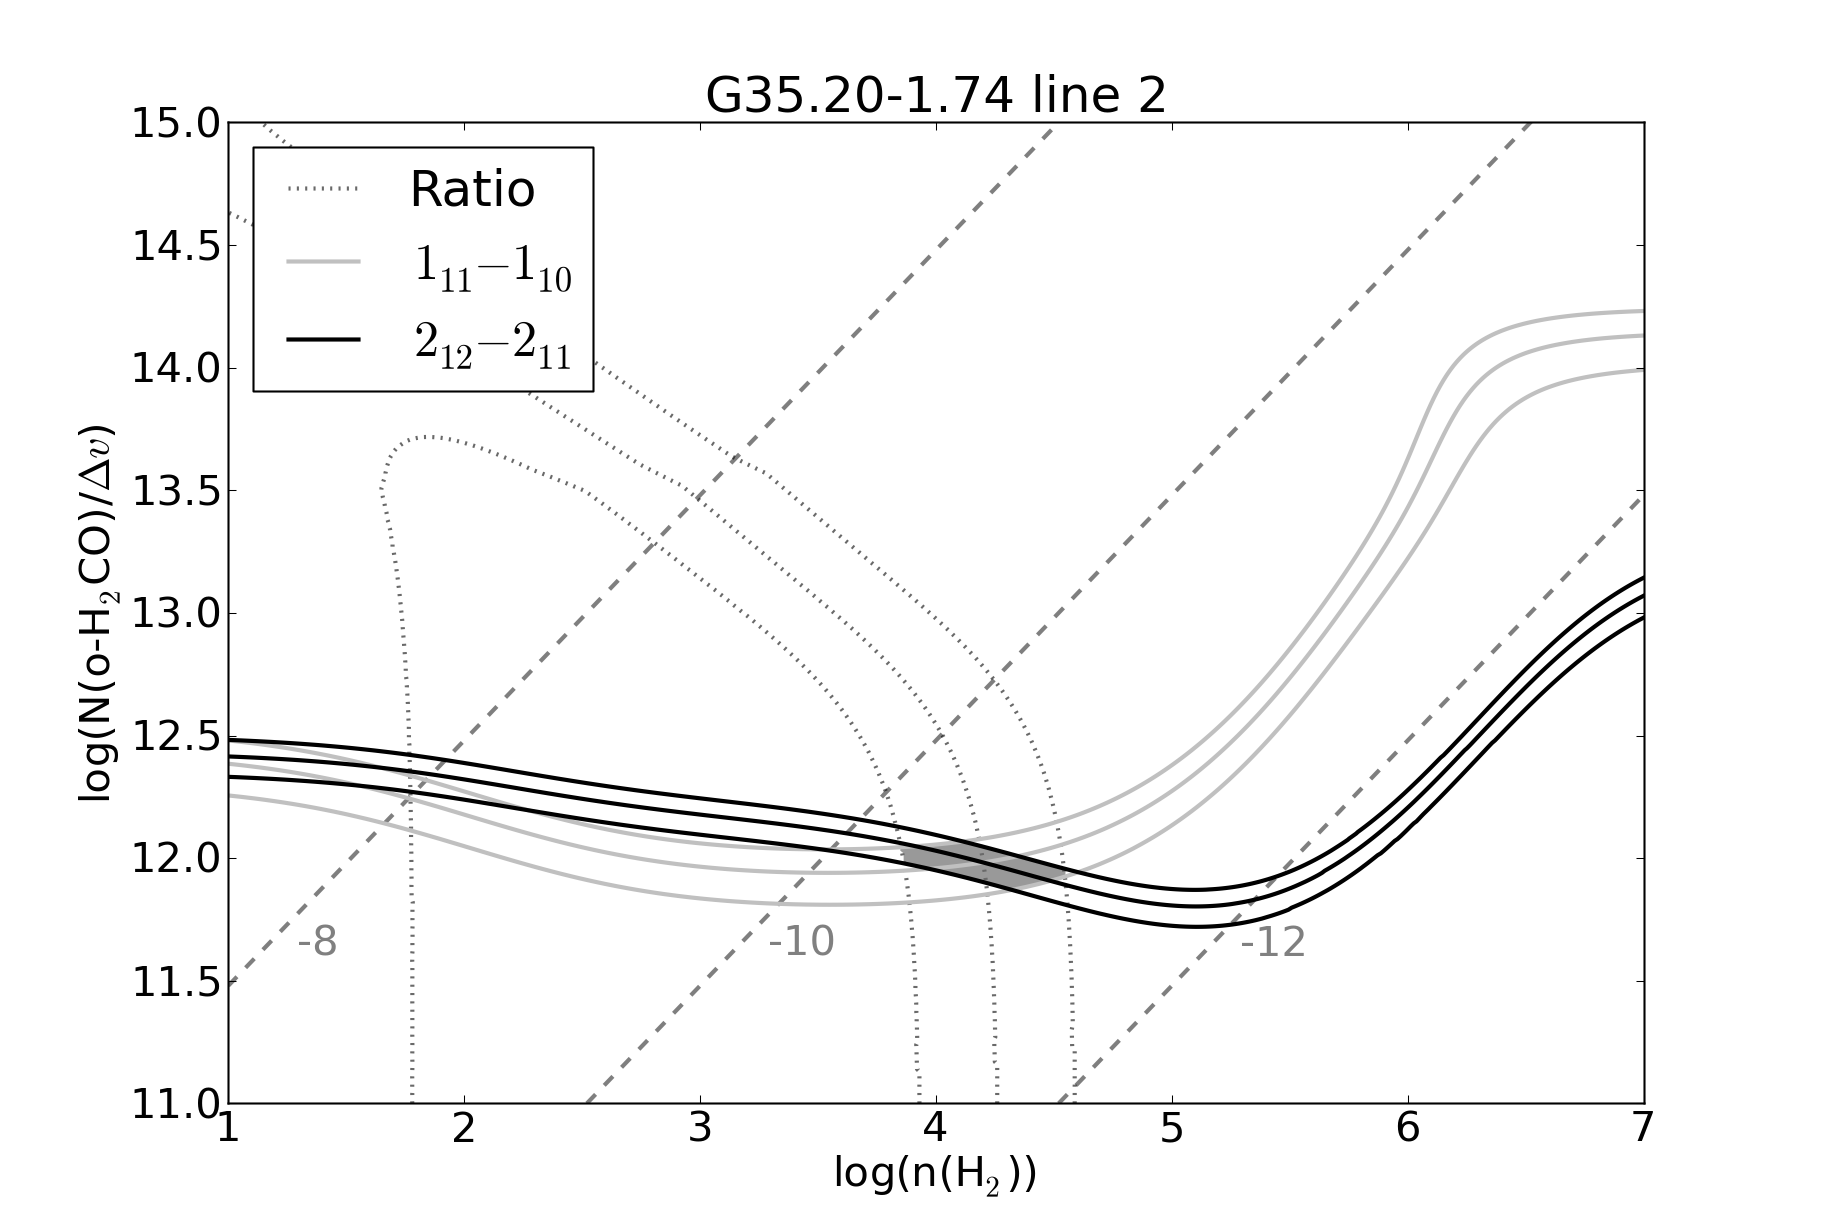 G35.20-1.74 line 2
15.0
14.5
14.0
13.5
13.0
12.5
12.0
11.5
11.0
log(N(o-H₂CO)/Δv)
Ratio
1₁₁−1₁₀
2₁₂−2₁₁
-8
-10
-12
1 2 3 4 5 6 7
log(n(H₂))